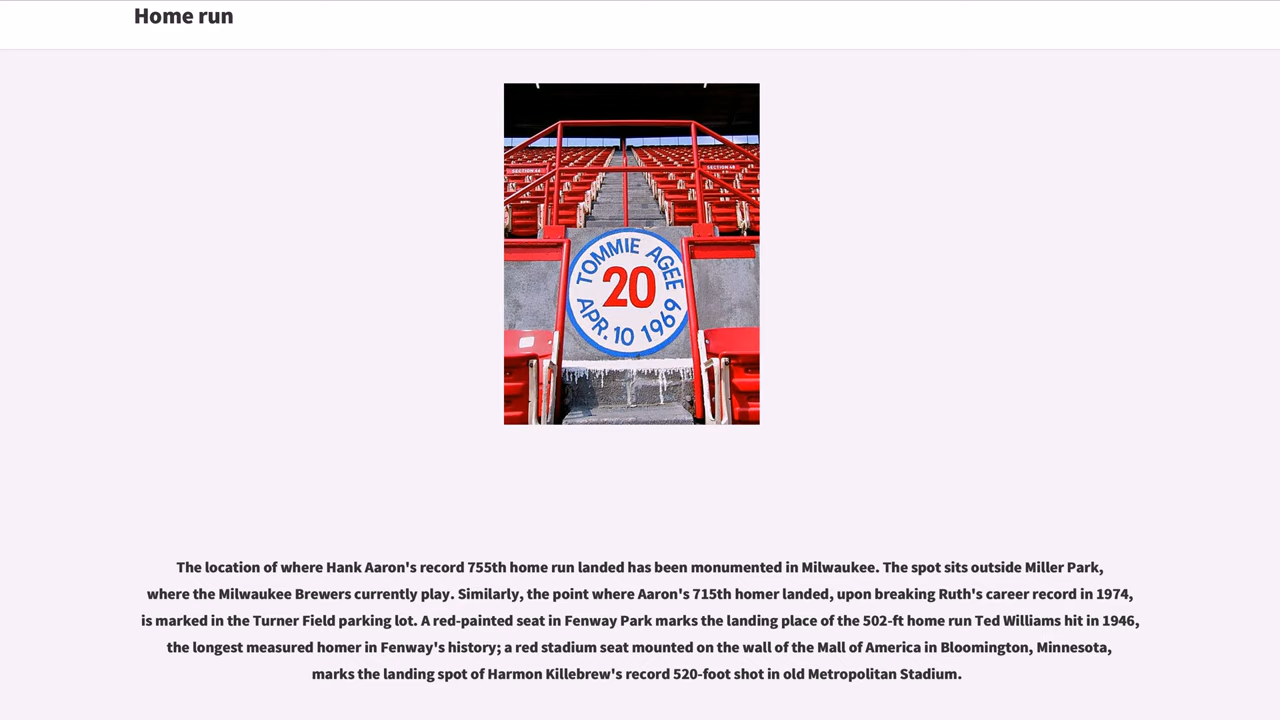 Home run
SECTION 46
SECTION 48
TOMMIE AGEE
20
APR. 10 1969
The location of where Hank Aaron's record 755th home run landed has been monumented in Milwaukee. The spot sits outside Miller Park,
where the Milwaukee Brewers currently play. Similarly, the point where Aaron's 715th homer landed, upon breaking Ruth's career record in 1974,
is marked in the Turner Field parking lot. A red-painted seat in Fenway Park marks the landing place of the 502-ft home run Ted Williams hit in 1946,
the longest measured homer in Fenway's history; a red stadium seat mounted on the wall of the Mall of America in Bloomington, Minnesota,
marks the landing spot of Harmon Killebrew's record 520-foot shot in old Metropolitan Stadium.